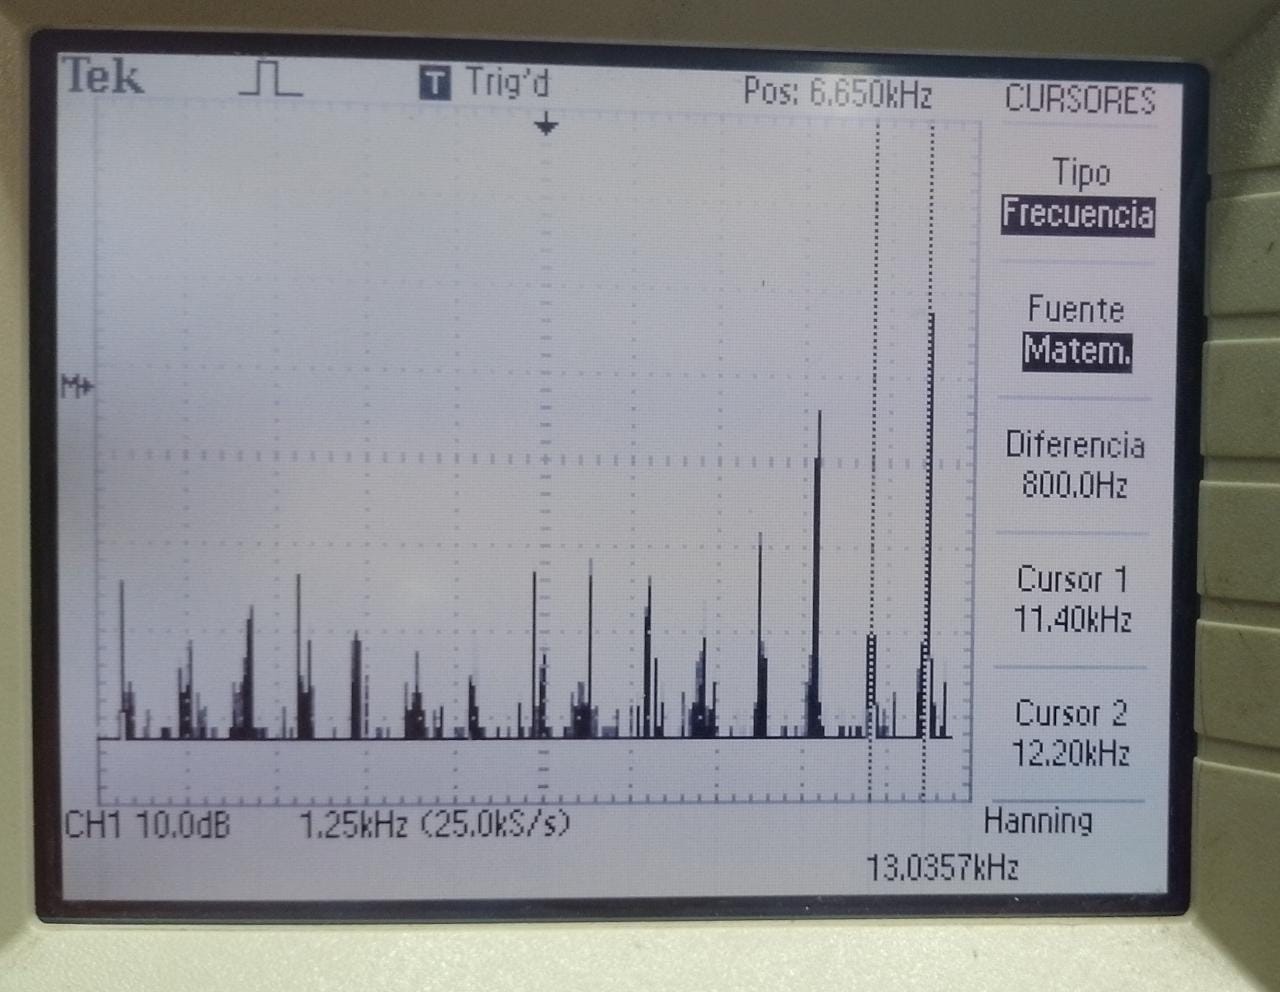 Tek T Trig'd Pos: 6.650kHz CURSORES
Tipo
Frecuencia
Fuente
M+ Matem.
Diferencia
800.0Hz
Cursor 1
11.40kHz
Cursor 2
12.20kHz
CH1 10.0dB 1.25kHz (25.0kS/s) Hanning
13.0357kHz